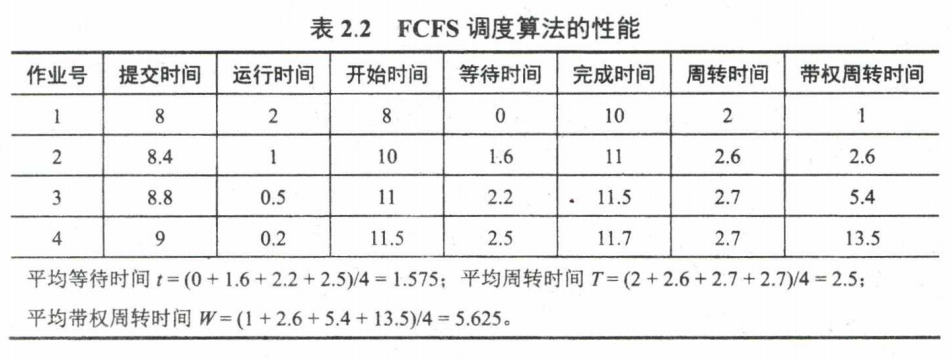 表 2.2 FCFS 调度算法的性能
作业号 提交时间 运行时间 开始时间 等待时间 完成时间 周转时间 带权周转时间
1 8 2 8 0 10 2 1
2 8.4 1 10 1.6 11 2.6 2.6
3 8.8 0.5 11 2.2 11.5 2.7 5.4
4 9 0.2 11.5 2.5 11.7 2.7 13.5
平均等待时间 t = (0 + 1.6 + 2.2 + 2.5)/4 = 1.575；平均周转时间 T = (2 + 2.6 + 2.7 + 2.7)/4 = 2.5；
平均带权周转时间 W = (1 + 2.6 + 5.4 + 13.5)/4 = 5.625。